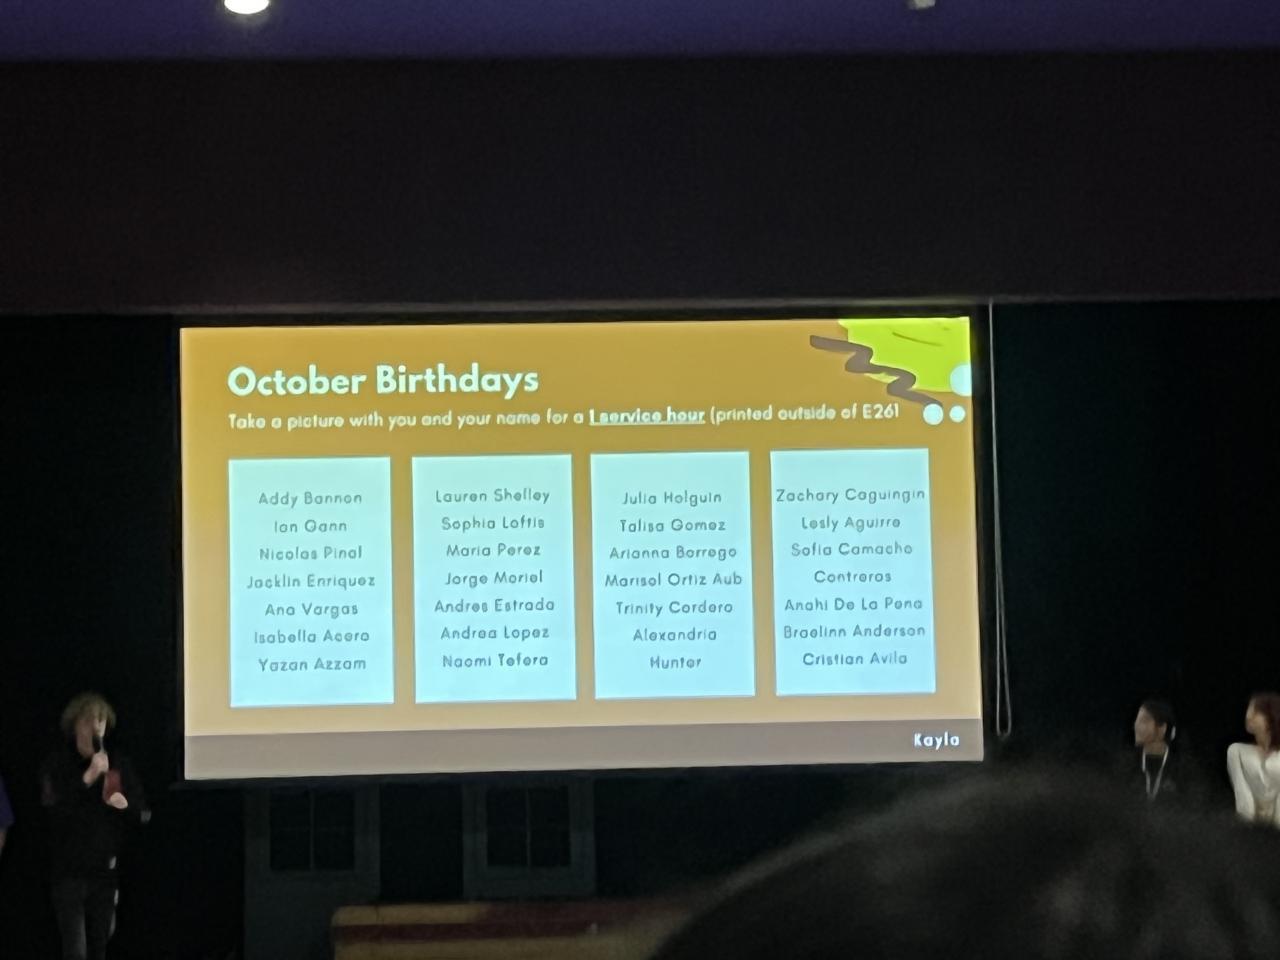 October Birthdays
Take a picture with you and your name for a 1 service hour (printed outside of E261
Addy Bannon
Ian Gann
Nicolas Pinal
Jacklin Enriquez
Ana Vargas
Isabella Acero
Yazan Azzam
Lauren Shelley
Sophia Loftis
Maria Perez
Jorge Moriel
Andres Estrada
Andrea Lopez
Naomi Tefera
Julia Holguin
Talisa Gomez
Arianna Borrego
Marisol Ortiz Aub
Trinity Cordero
Alexandria
Hunter
Zachary Caguingin
Lesly Aguirre
Sofia Camacho
Contreras
Anahi De La Pena
Braelinn Anderson
Cristian Avila
Kayla